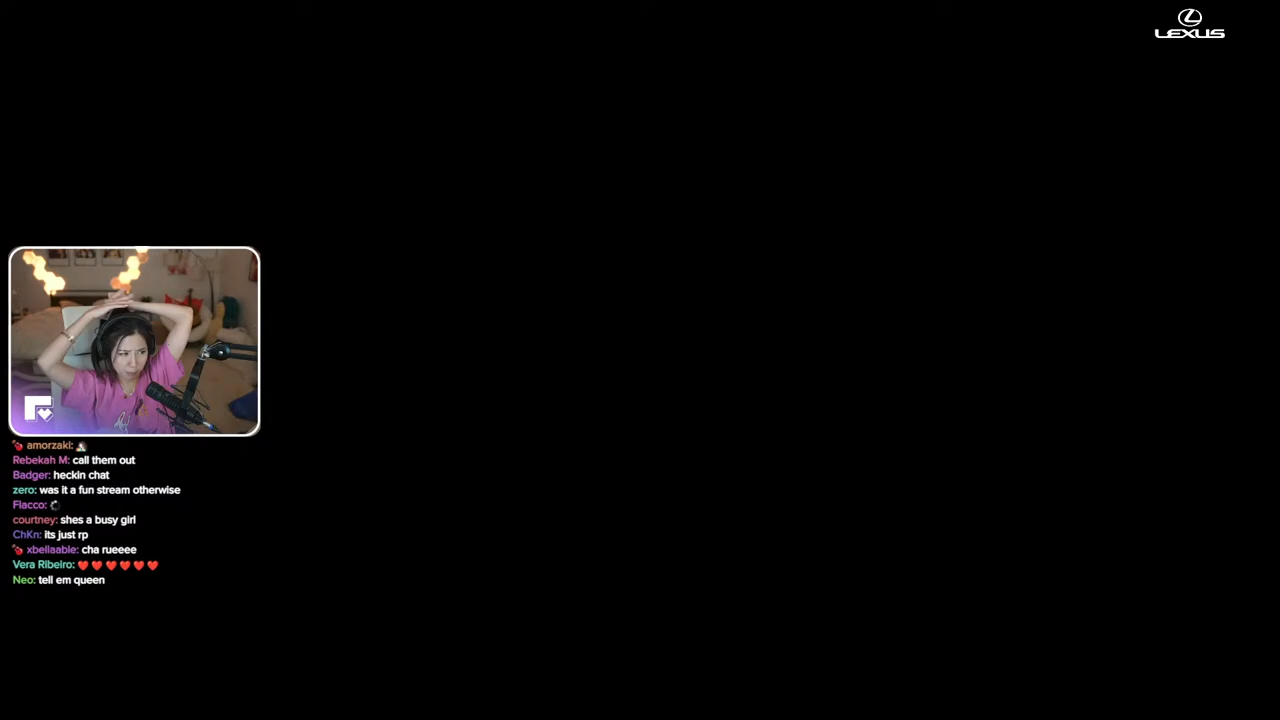 LEXUS
amorzaki:
Rebekah M: call them out
Badger: heckin chat
zero: was it a fun stream otherwise
Flacco:
courtney: shes a busy girl
ChKn: its just rp
xbellaable: cha rueeee
Vera Ribeiro: ❤️ ❤️ ❤️ ❤️ ❤️ ❤️
Neo: tell em queen